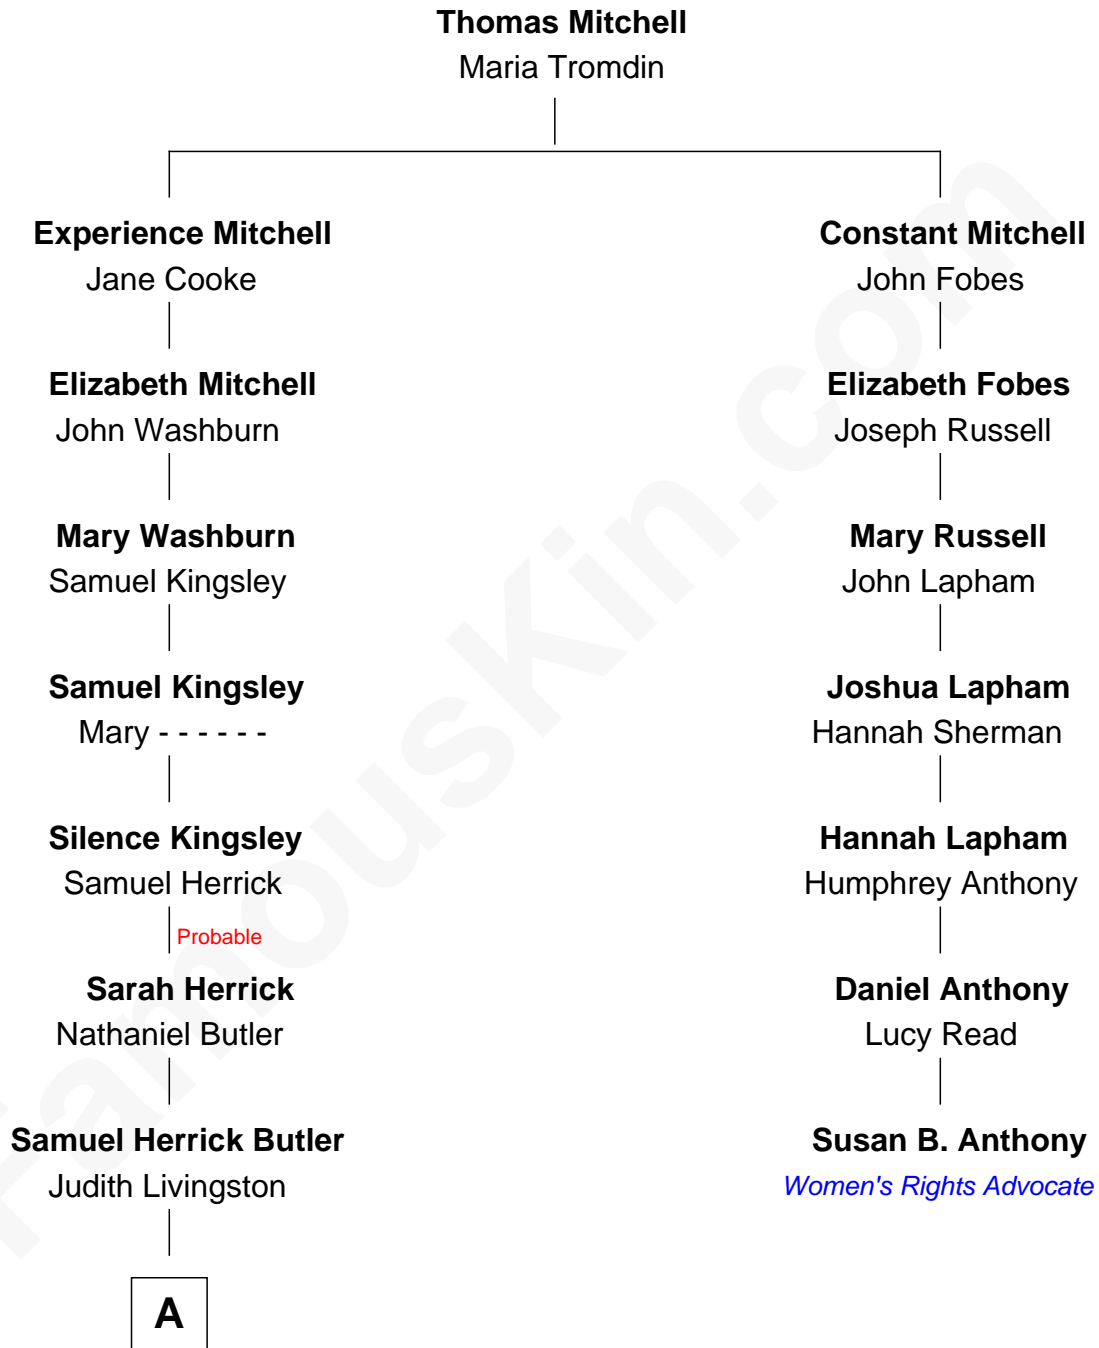 Thomas Mitchell
Maria Tromdin
Experience Mitchell
Jane Cooke
Constant Mitchell
John Fobes
Elizabeth Mitchell
John Washburn
Elizabeth Fobes
Joseph Russell
Mary Washburn
Samuel Kingsley
Mary Russell
John Lapham
Samuel Kingsley
Mary - - - - - -
Joshua Lapham
Hannah Sherman
Silence Kingsley
Samuel Herrick
Hannah Lapham
Humphrey Anthony
Probable
Sarah Herrick
Nathaniel Butler
Daniel Anthony
Lucy Read
Samuel Herrick Butler
Judith Livingston
Susan B. Anthony
Women's Rights Advocate
A
FamousKin.com